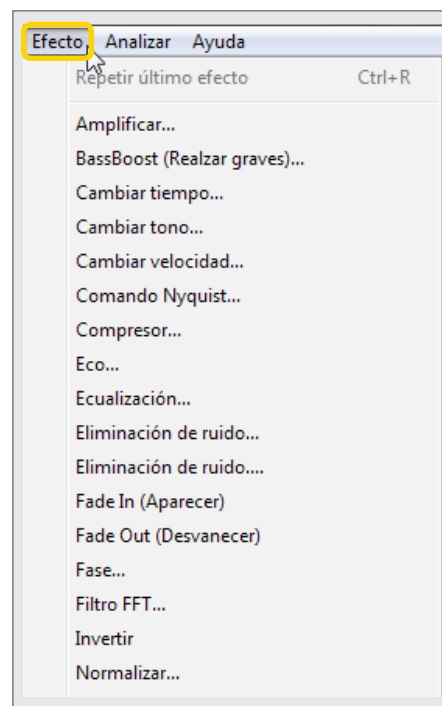 Efecto Analizar Ayuda
Repetir último efecto Ctrl+R
Amplificar...
BassBoost (Realzar graves)...
Cambiar tiempo...
Cambiar tono...
Cambiar velocidad...
Comando Nyquist...
Compresor...
Eco...
Ecualización...
Eliminación de ruido...
Eliminación de ruido....
Fade In (Aparecer)
Fade Out (Desvanecer)
Fase...
Filtro FFT...
Invertir
Normalizar...